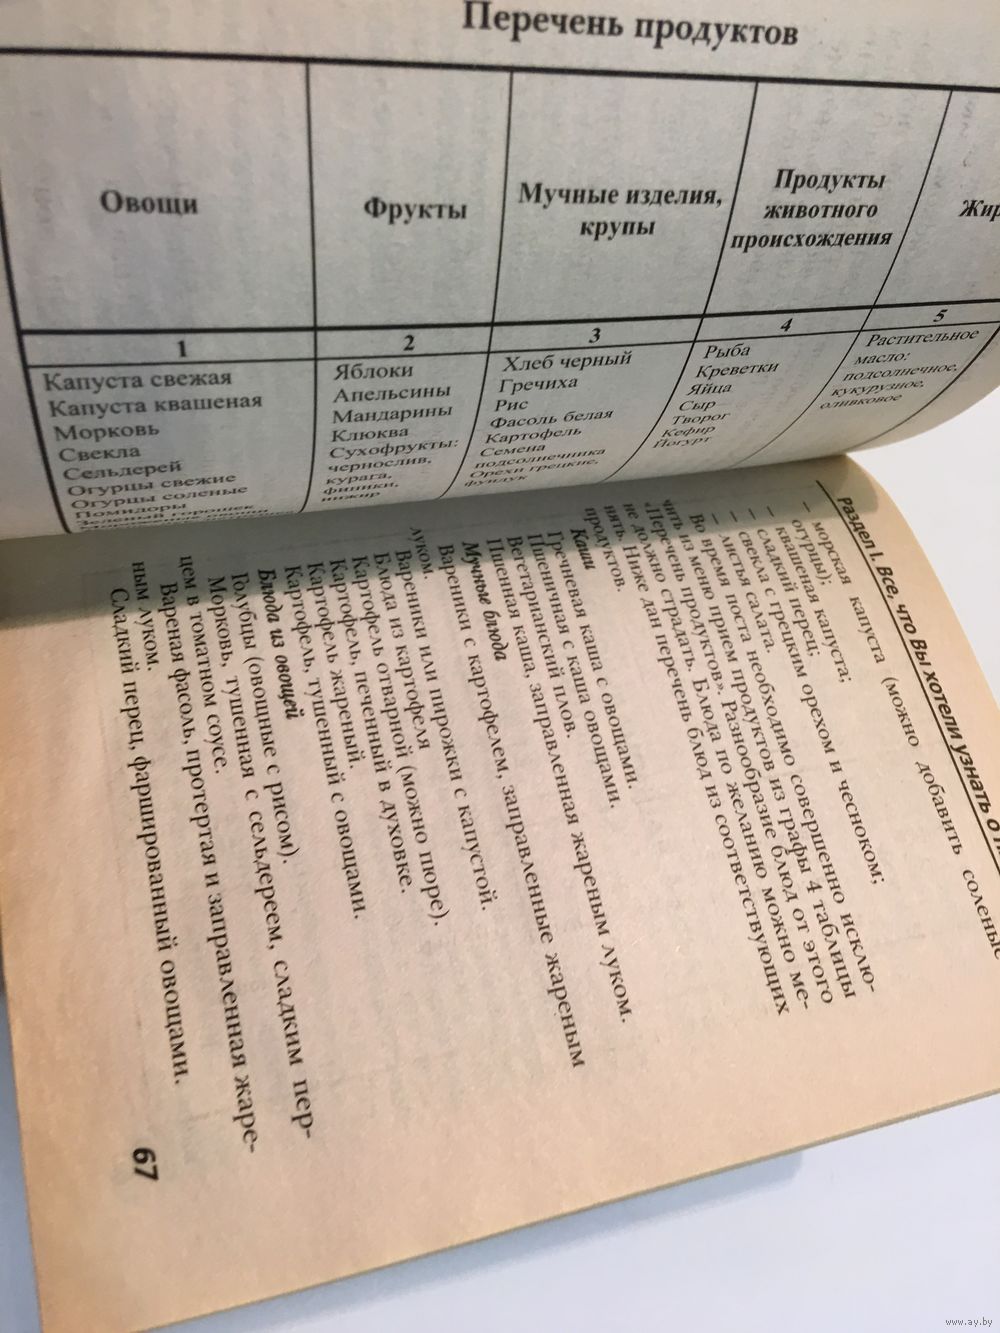 Перечень продуктов
Овощи
Фрукты
Мучные изделия,
крупы
Продукты
животного
происхождения
Жир
1
2
3
4
5
Капуста свежая
Капуста квашеная
Морковь
Свекла
Сельдерей
Огурцы свежие
Огурцы соленые
Помидоры
Зеленый горошек
Яблоки
Апельсины
Мандарины
Клюква
Сухофрукты:
чернослив,
курага,
финики,
инжир
Хлеб черный
Гречиха
Рис
Фасоль белая
Картофель
Семена
подсолнечника
Орехи грецкие,
фундук
Рыба
Креветки
Яйца
Сыр
Творог
Кефир
Йогурт
Растительное
масло:
подсолнечное,
кукурузное,
оливковое
Раздел I. Все, что Вы хотели узнать о
– морская капуста (можно добавить соленые
огурцы);
– квашеная капуста;
– сладкий перец;
– свекла с грецким орехом и чесноком;
– листья салата.
Во время поста необходимо совершенно исклю-
чить из меню прием продуктов из графы 4 таблицы
«Перечень продуктов». Разнообразие блюд от этого
не должно страдать. Блюда по желанию можно ме-
нять. Ниже дан перечень блюд из соответствующих
продуктов.
Каши
Гречневая каша с овощами.
Пшеничная каша с овощами.
Вегетарианский плов.
Пшенная каша, заправленная жареным луком.
Мучные блюда
Вареники с картофелем, заправленные жареным
луком.
Вареники или пирожки с капустой.
Блюда из картофеля
Картофель отварной (можно пюре).
Картофель, печенный в духовке.
Картофель жареный.
Картофель, тушенный с овощами.
Блюда из овощей
Голубцы (овощные с рисом).
Морковь, тушенная с сельдереем, сладким пер-
цем в томатном соусе.
Вареная фасоль, протертая и заправленная жаре-
ным луком.
Сладкий перец, фаршированный овощами.
67
www.ay.by